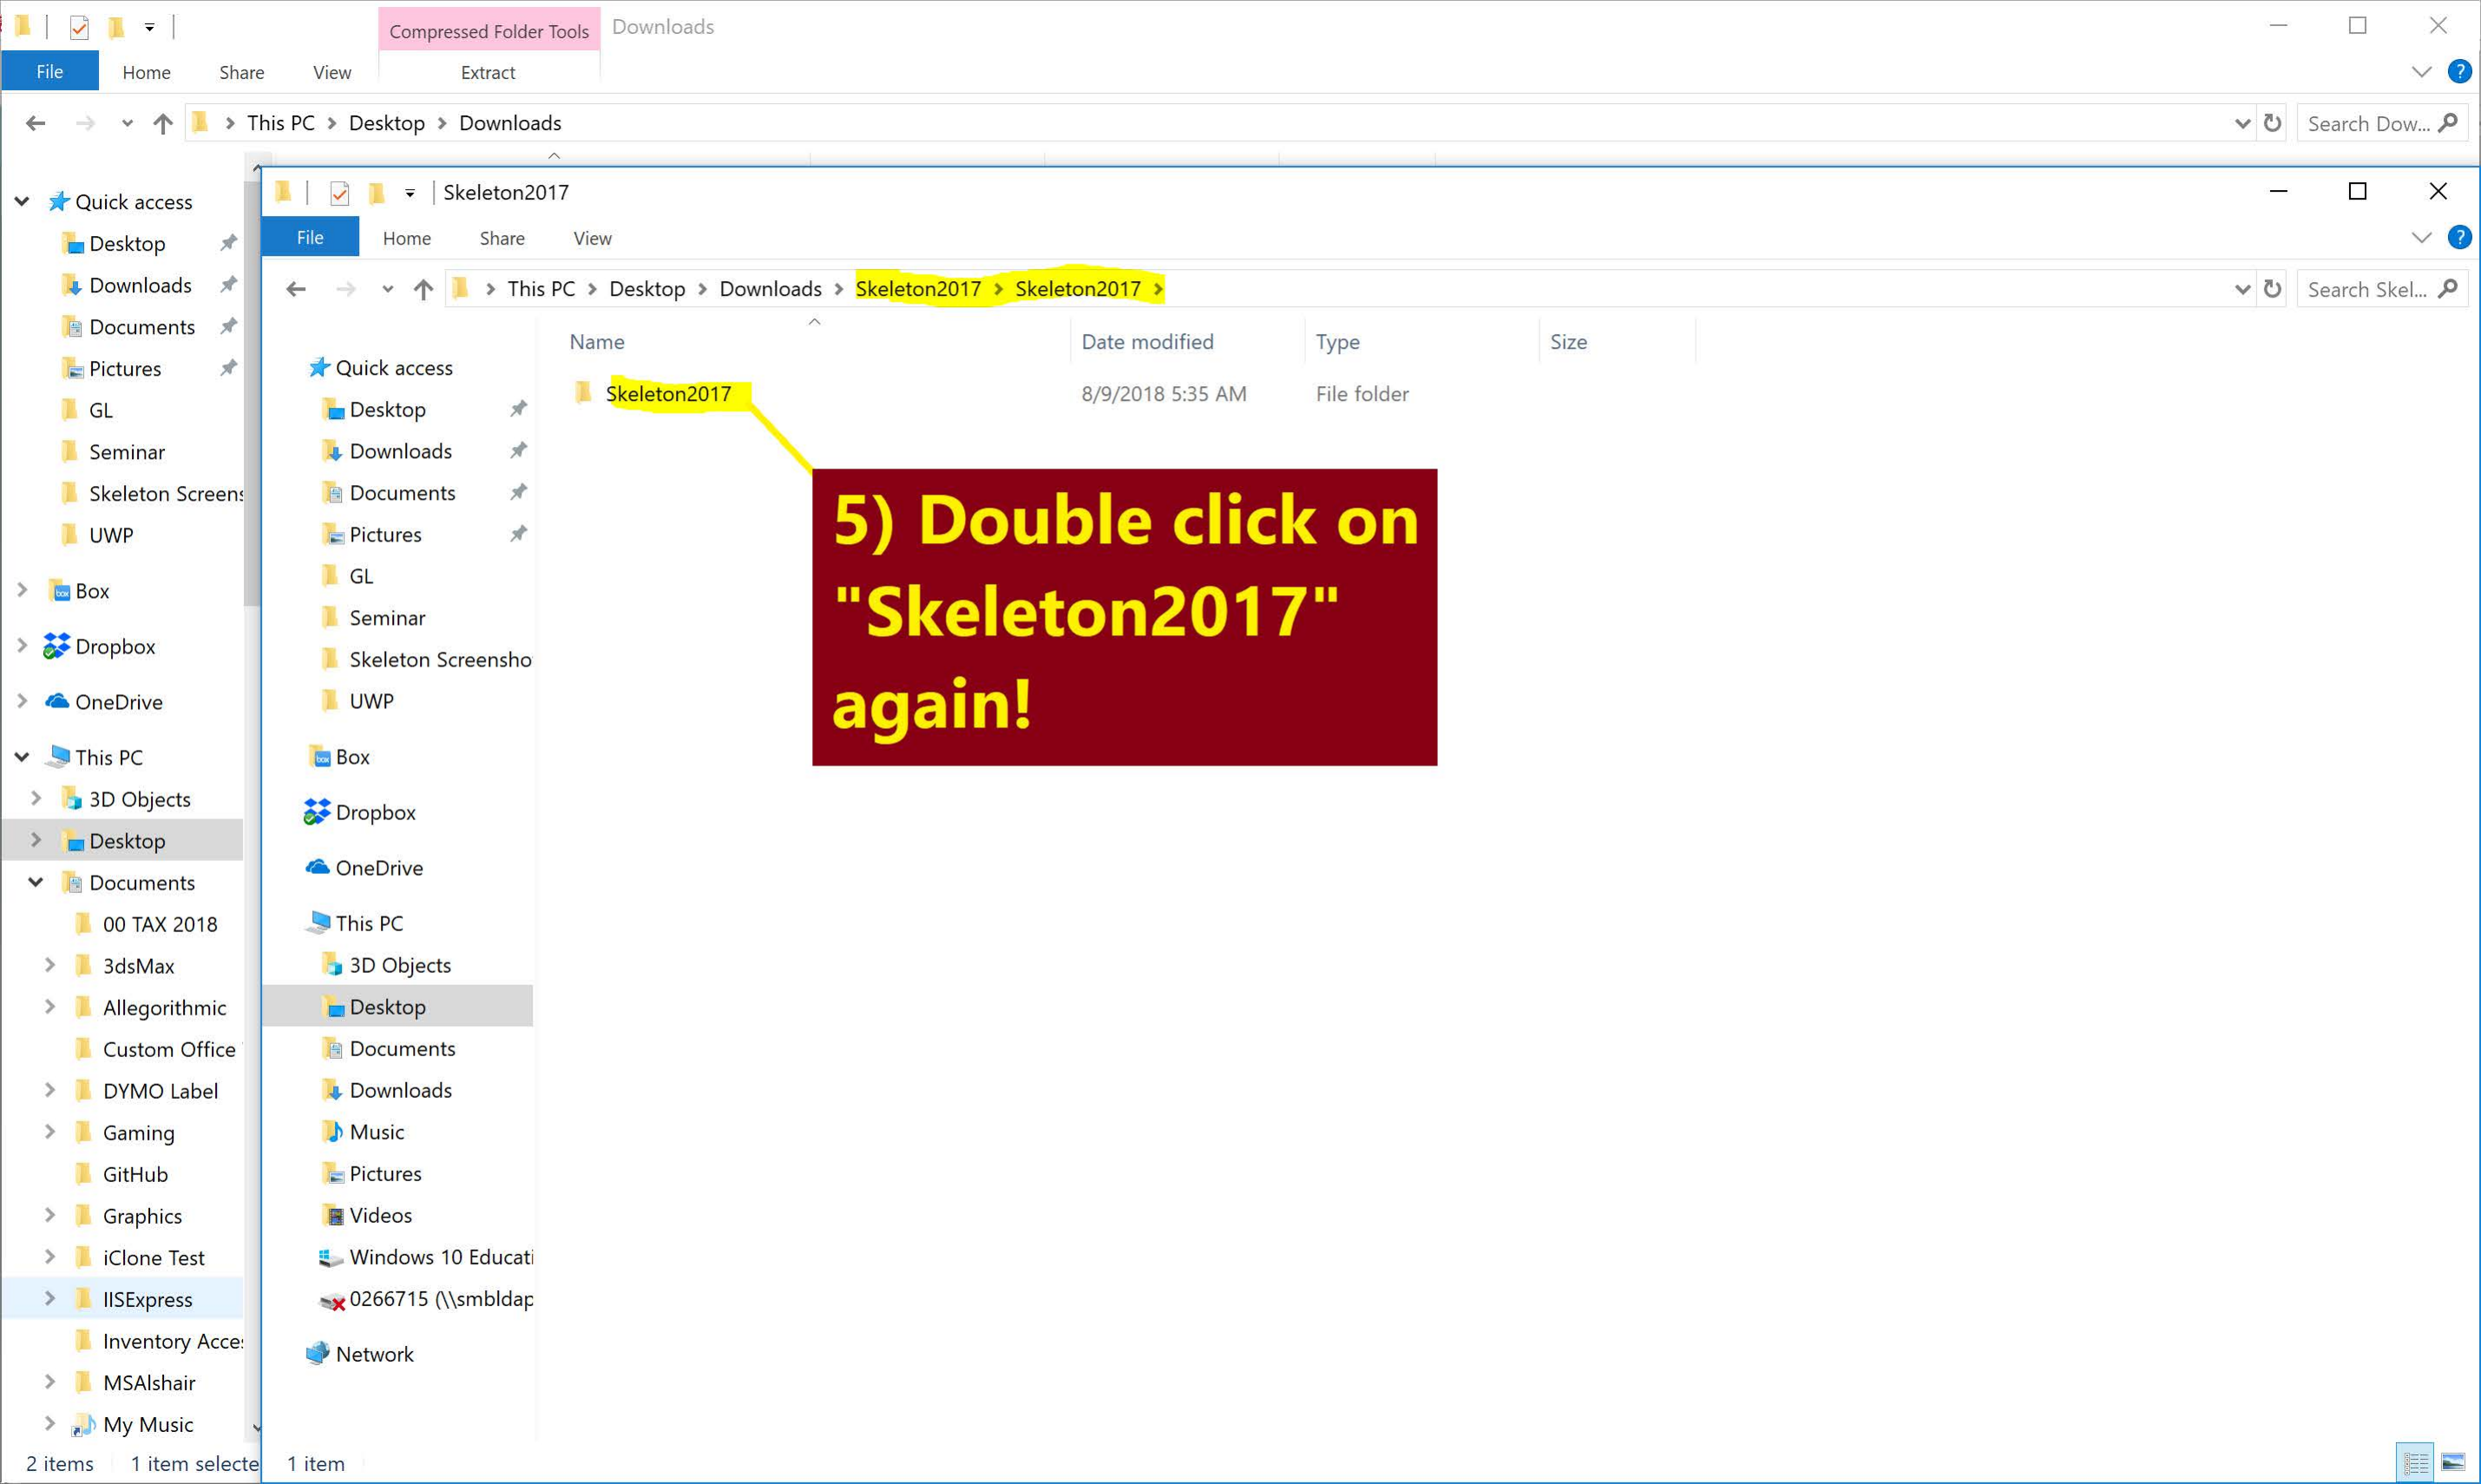 Compressed Folder Tools
Downloads
File
Home
Share
View
Extract
This PC
Desktop
Downloads
Search Dow...
Quick access
Desktop
Downloads
Documents
Pictures
GL
Seminar
Skeleton Screens
UWP
Box
Dropbox
OneDrive
This PC
3D Objects
Desktop
Documents
00 TAX 2018
3dsMax
Allegorithmic
Custom Office
DYMO Label
Gaming
GitHub
Graphics
iClone Test
IISExpress
Inventory Acces
MSAlshair
My Music
2 items
1 item selecte
Skeleton2017
File
Home
Share
View
This PC
Desktop
Downloads
Skeleton2017
Skeleton2017
Search Skel...
Name
Date modified
Type
Size
Skeleton2017
8/9/2018 5:35 AM
File folder
5) Double click on
"Skeleton2017"
again!
Quick access
Desktop
Downloads
Documents
Pictures
GL
Seminar
Skeleton Screensho
UWP
Box
Dropbox
OneDrive
This PC
3D Objects
Desktop
Documents
Downloads
Music
Pictures
Videos
Windows 10 Educati
0266715 (\\smbldap
Network
1 item